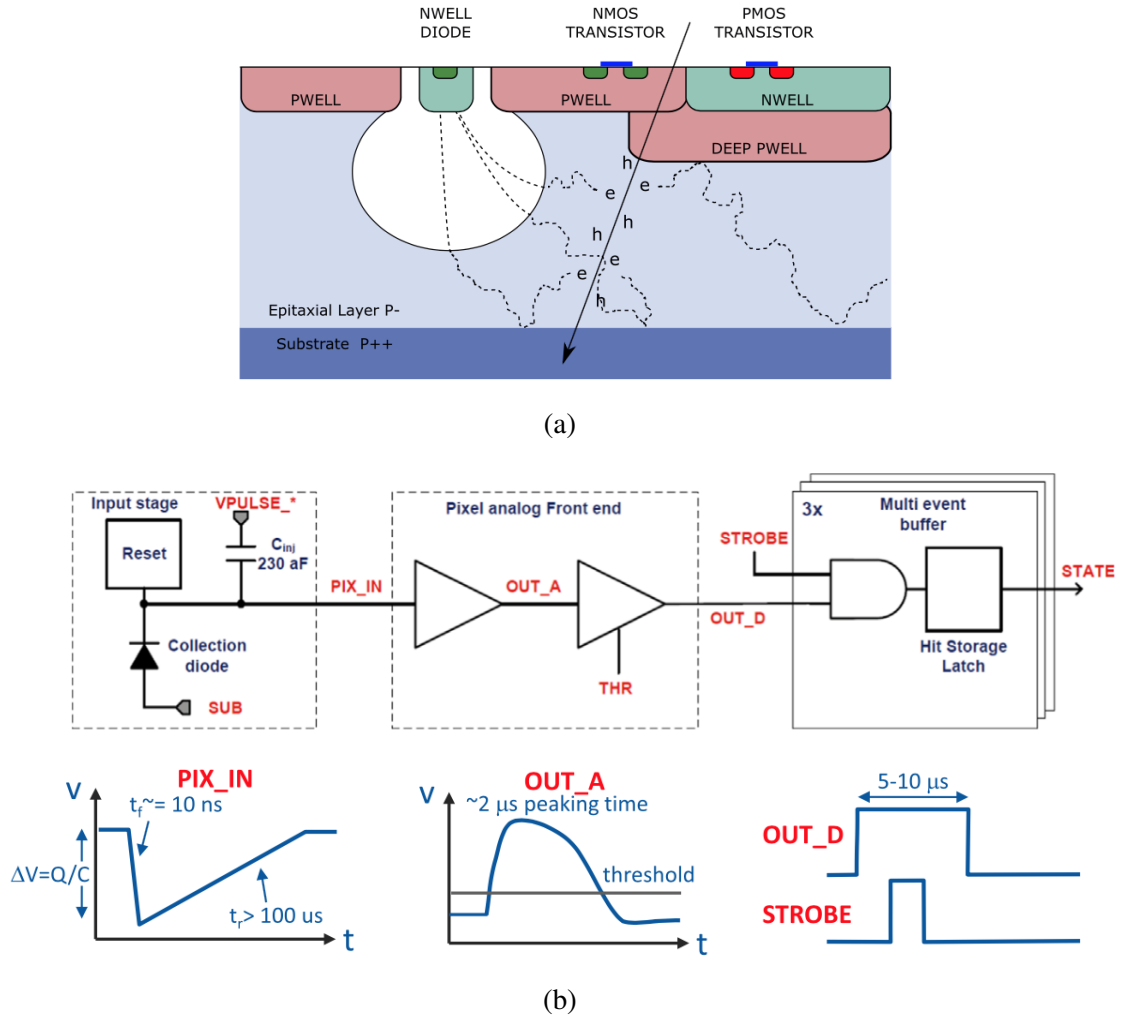 NWELL
DIODE
NMOS
TRANSISTOR
PMOS
TRANSISTOR
PWELL
PWELL
NWELL
DEEP PWELL
h
e
e
h
h
e
e
h
Epitaxial Layer P-
Substrate P++
(a)
Input stage
VPULSE_*
Reset
Cinj
230 aF
PIX_IN
Collection
diode
SUB
Pixel analog Front end
OUT_A
THR
OUT_D
3x
Multi event
buffer
STROBE
STATE
Hit Storage
Latch
PIX_IN
V
tf~= 10 ns
ΔV=Q/C
tr> 100 us
t
OUT_A
V
~2 μs peaking time
threshold
t
5-10 μs
OUT_D
STROBE
(b)